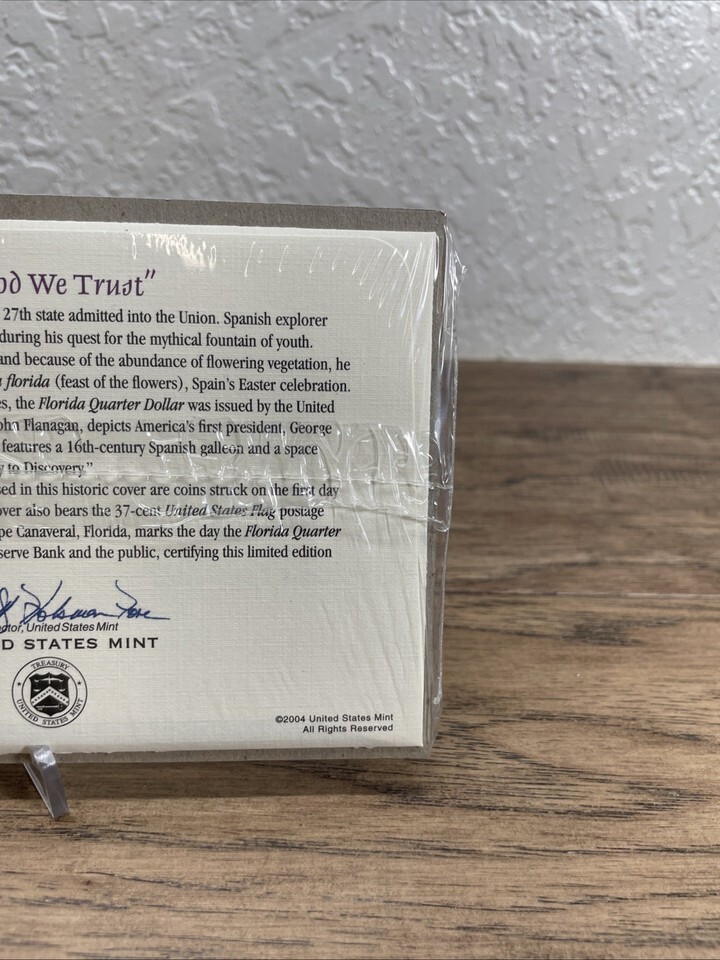 od We Trust"
27th state admitted into the Union. Spanish explorer
during his quest for the mythical fountain of youth.
and because of the abundance of flowering vegetation, he
florida (feast of the flowers), Spain's Easter celebration.
es, the Florida Quarter Dollar was issued by the United
ohn Flanagan, depicts America's first president, George
features a 16th-century Spanish galleon and a space
y to Discovery."
sed in this historic cover are coins struck on the first day
over also bears the 37-cent United States Flag postage
pe Canaveral, Florida, marks the day the Florida Quarter
serve Bank and the public, certifying this limited edition
ctor, United States Mint
D STATES MINT
TREASURY
UNITED STATES MINT
©2004 United States Mint
All Rights Reserved